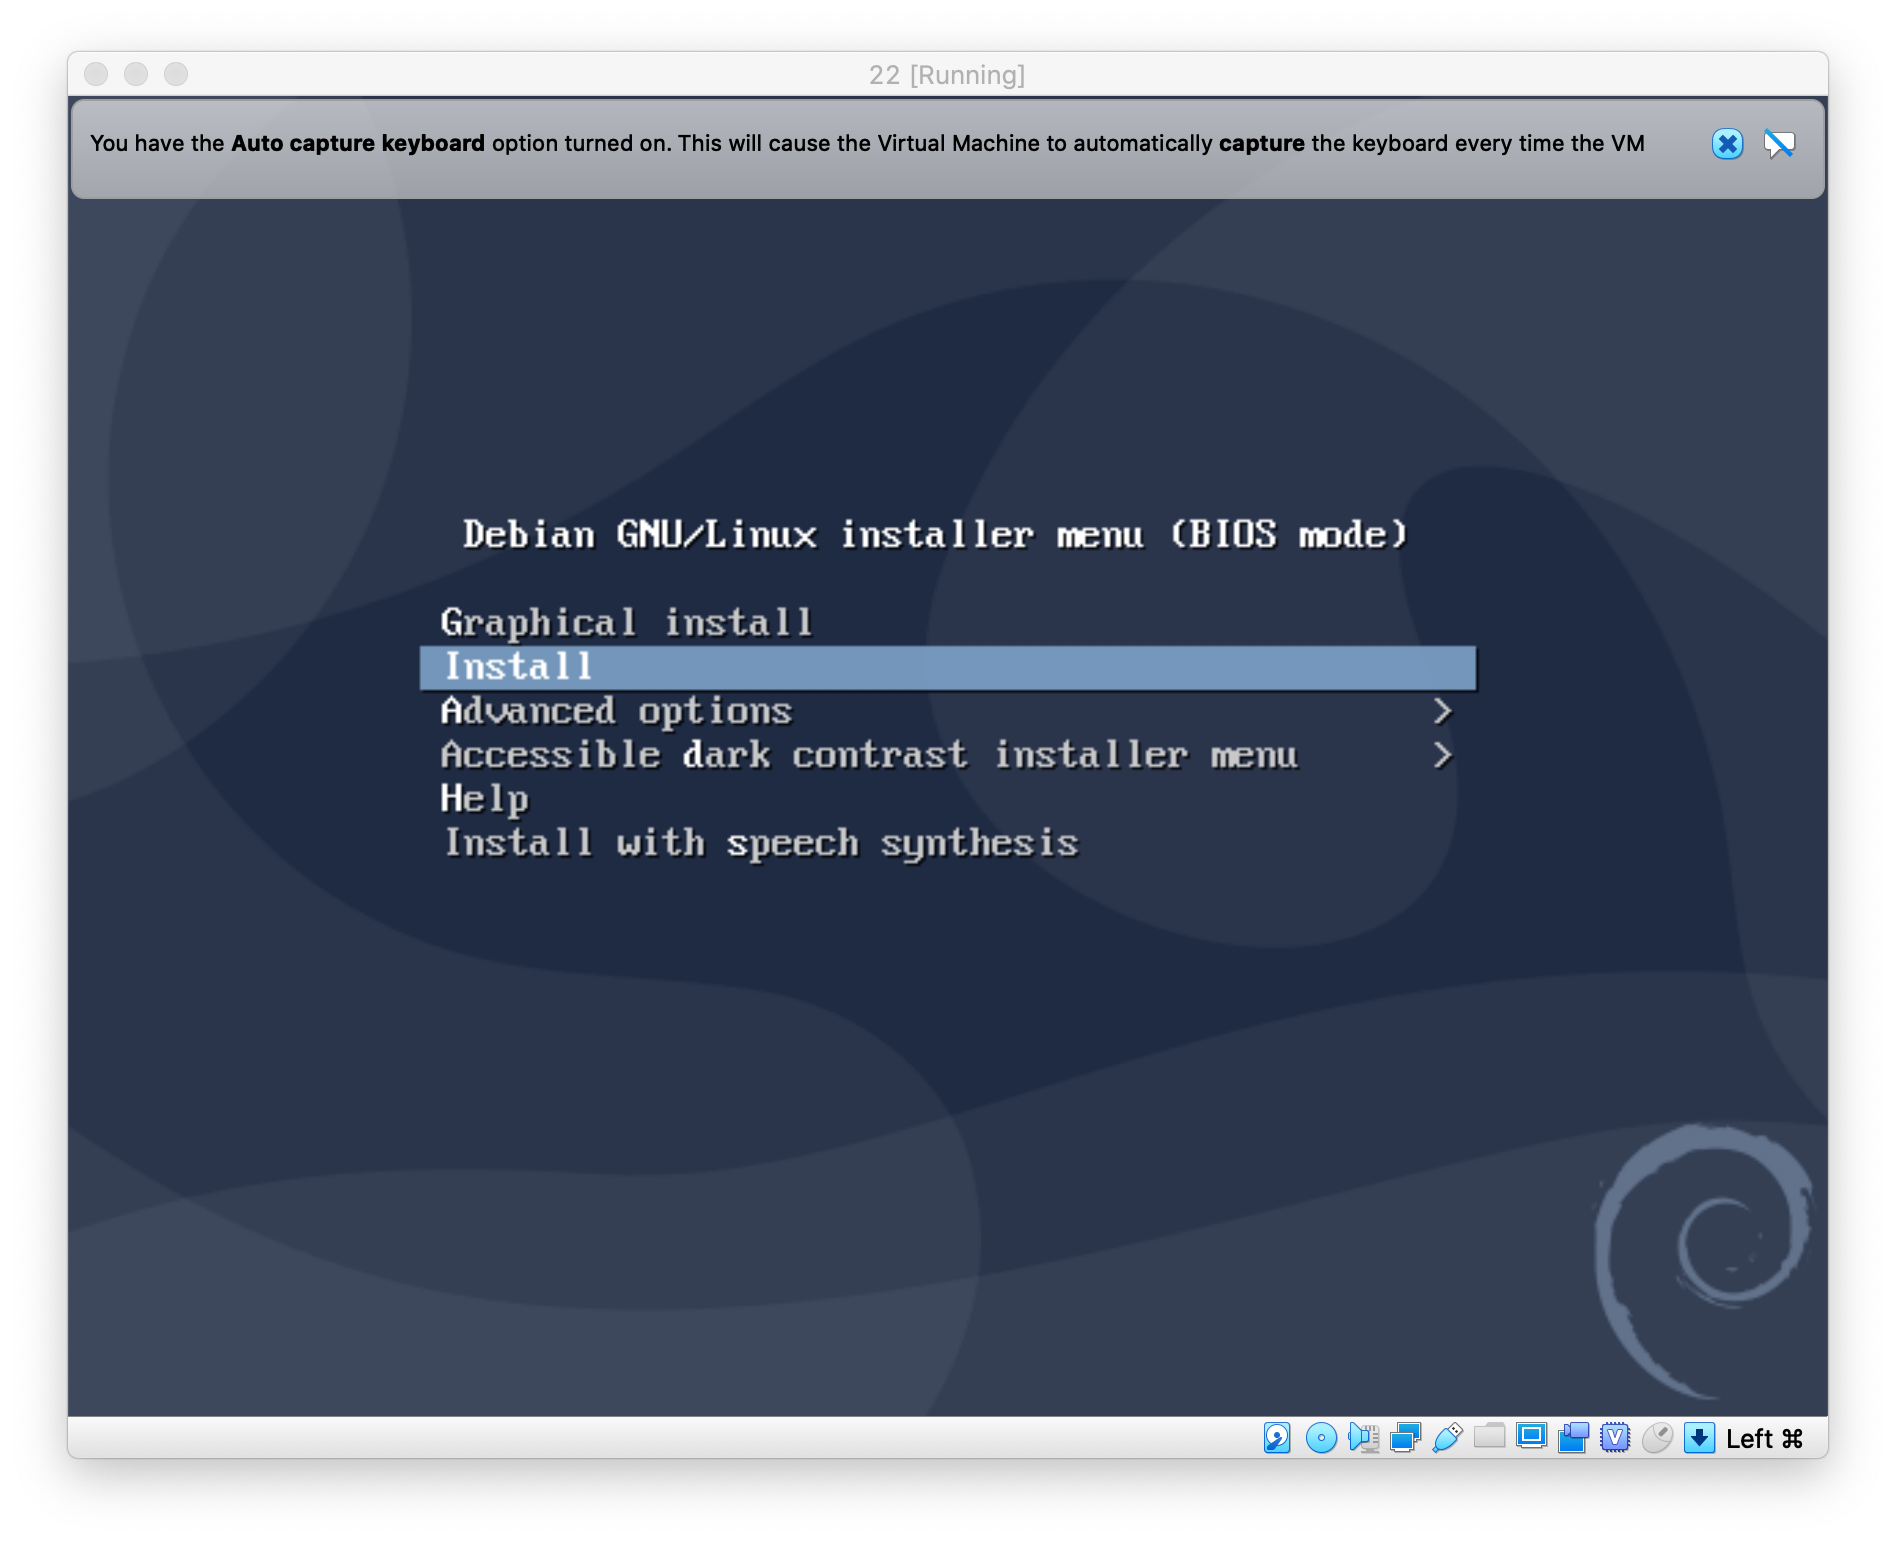 22 [Running]
You have the Auto capture keyboard option turned on. This will cause the Virtual Machine to automatically capture the keyboard every time the VM
Debian GNU/Linux installer menu (BIOS mode)
Graphical install
Install
Advanced options >
Accessible dark contrast installer menu >
Help
Install with speech synthesis
Left ⌘